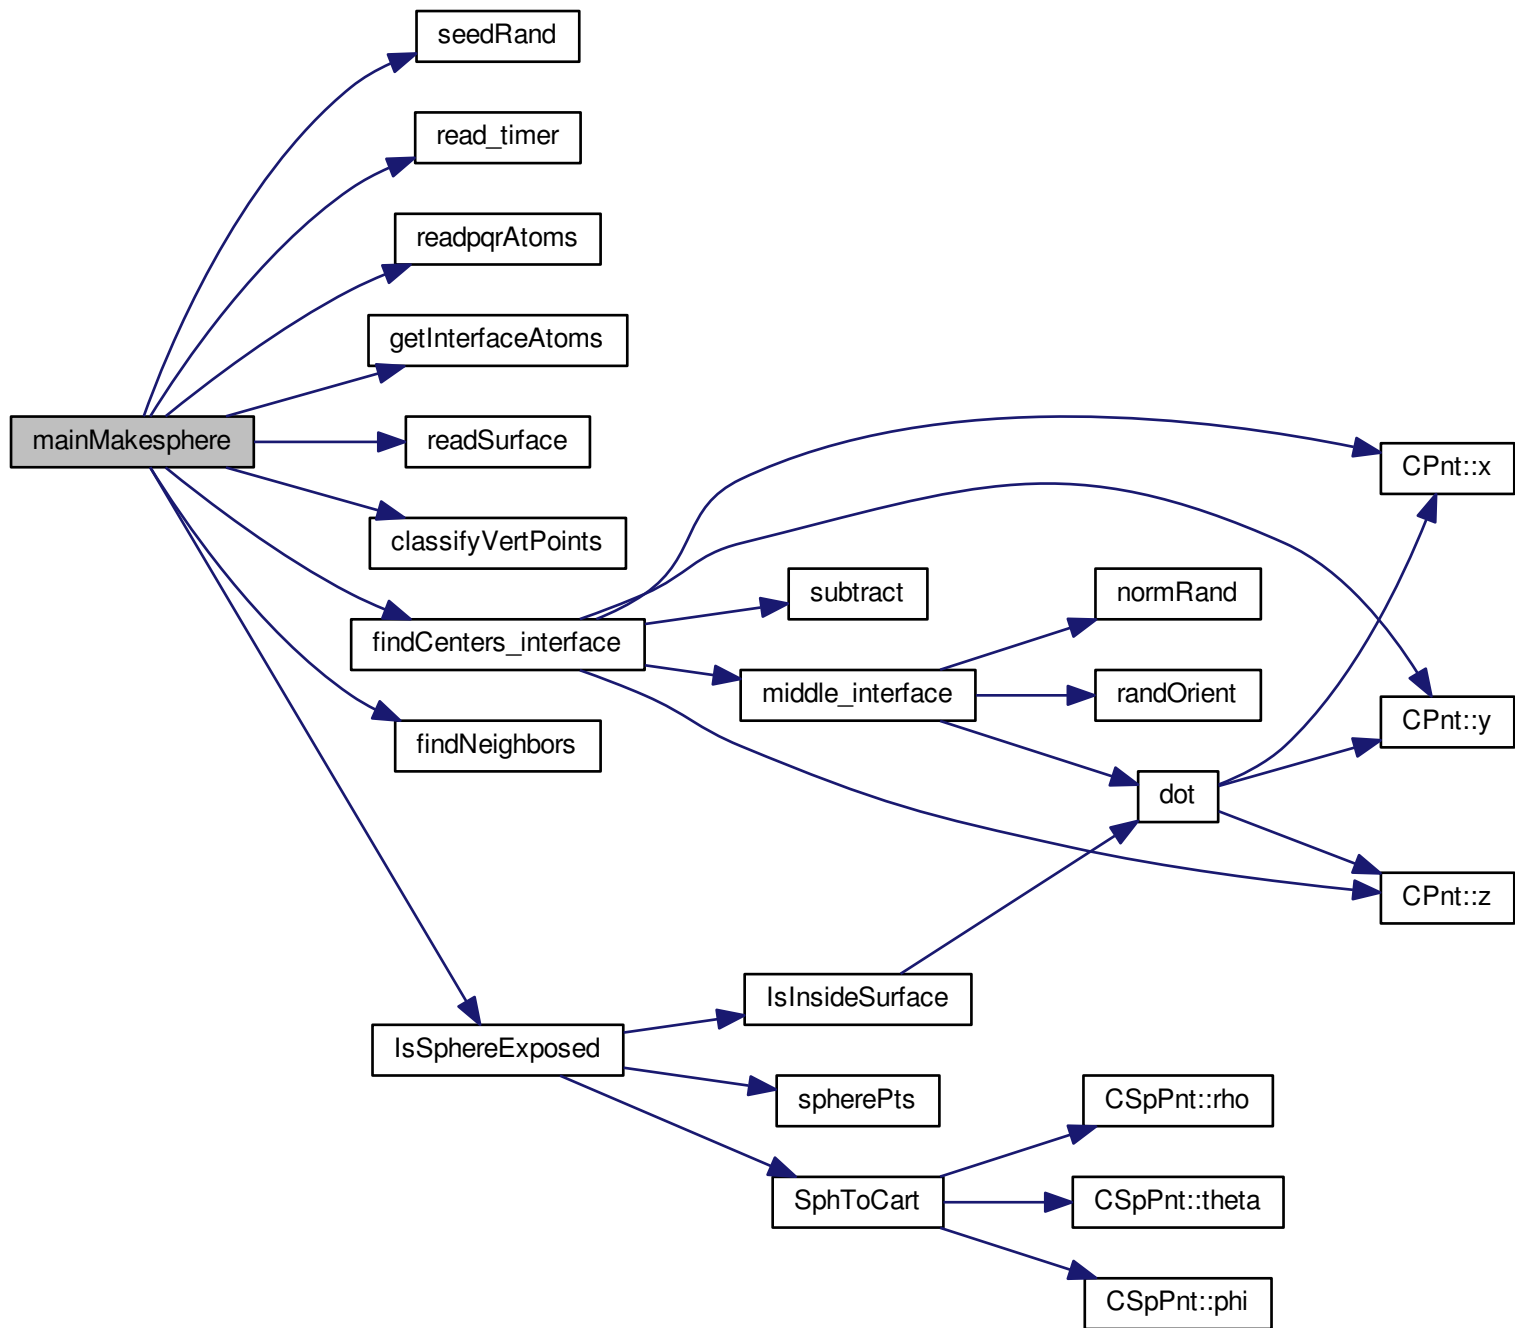 seedRand
read_timer
readpqrAtoms
getInterfaceAtoms
mainMakesphere
readSurface
CPnt::x
classifyVertPoints
subtract
normRand
findCenters_interface
middle_interface
randOrient
CPnt::y
findNeighbors
dot
CPnt::z
IsInsideSurface
IsSphereExposed
spherePts
CSpPnt::rho
SphToCart
CSpPnt::theta
CSpPnt::phi